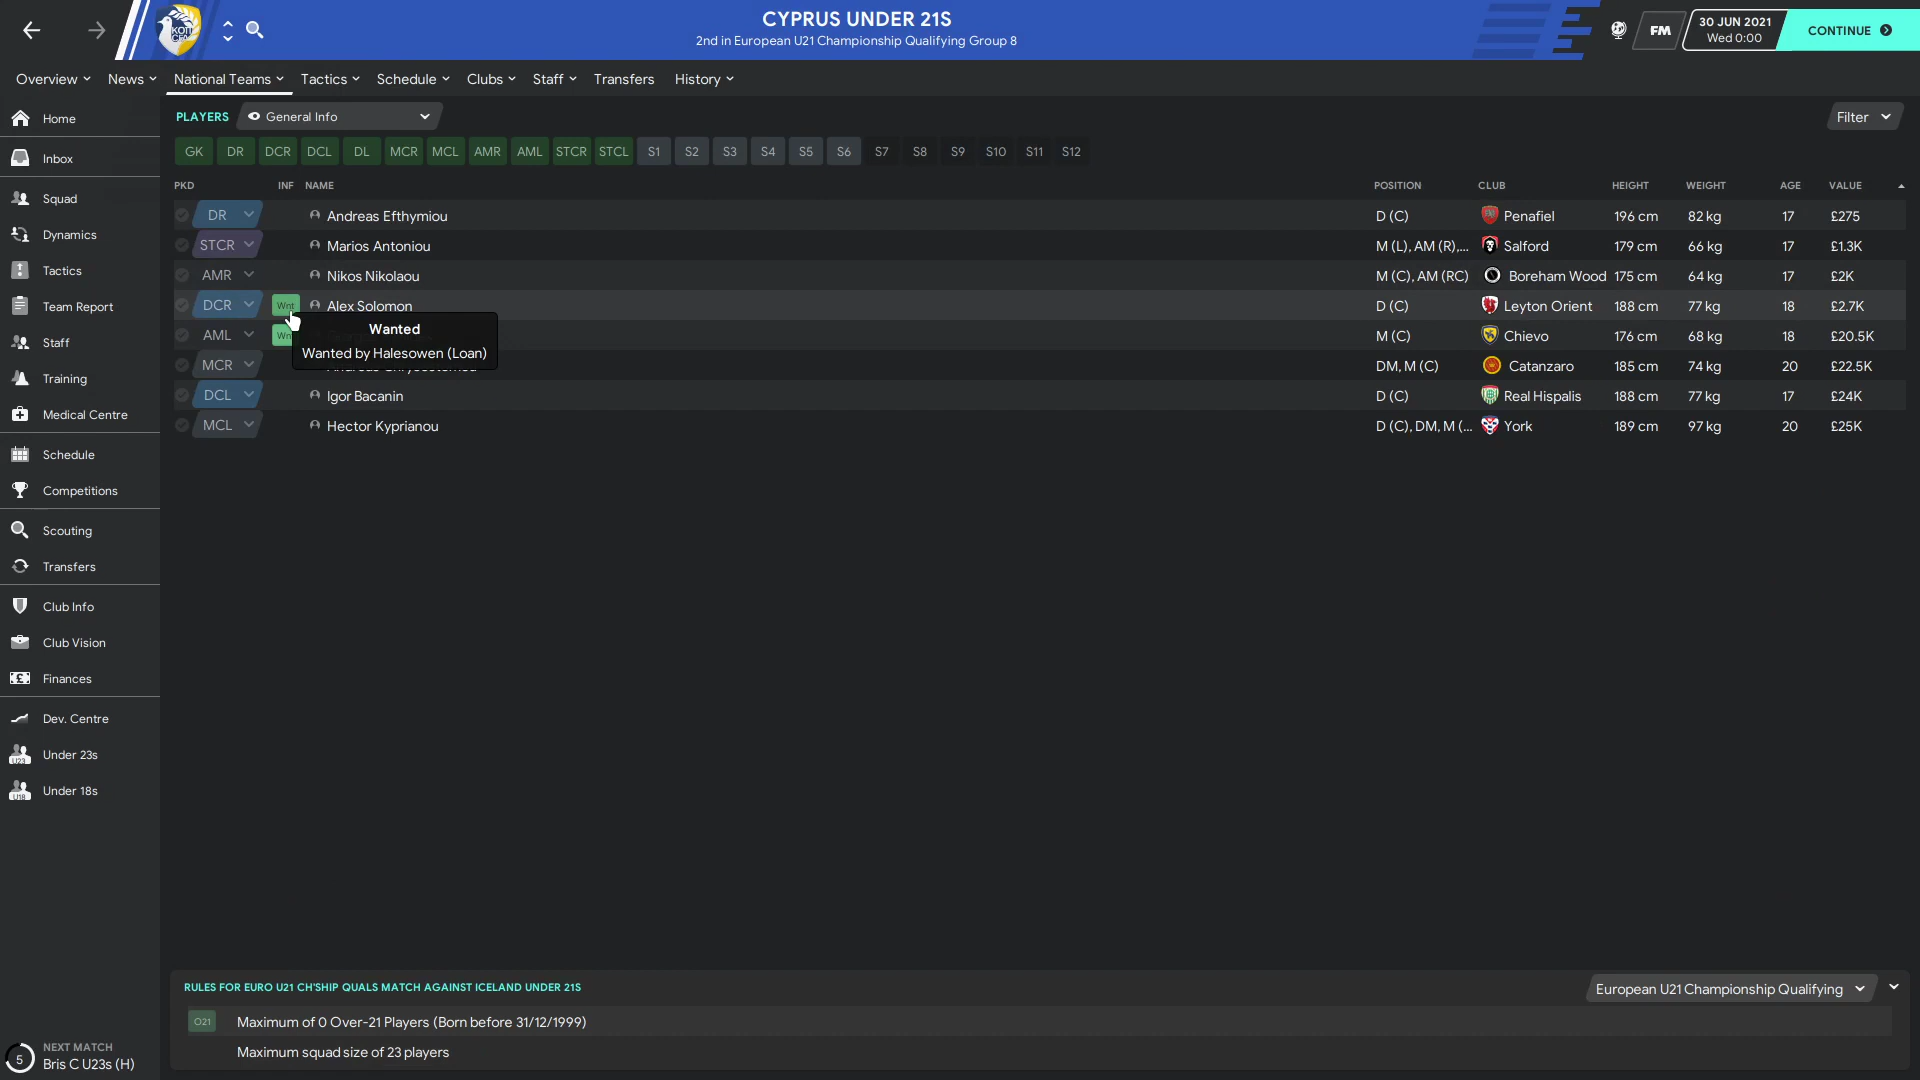 CYPRUS UNDER 21S
2nd in European U21 Championship Qualifying Group 8
FM
30 JUN 2021
Wed 0:00
CONTINUE
Overview
News
National Teams
Tactics
Schedule
Clubs
Staff
Transfers
History
Home
Inbox
Squad
Dynamics
Tactics
Team Report
Staff
Training
Medical Centre
Schedule
Competitions
Scouting
Transfers
Club Info
Club Vision
Finances
Dev. Centre
Under 23s
Under 18s
5
NEXT MATCH
Bris C U23s (H)
PLAYERS
General Info
Filter
GK DR DCR DCL DL MCR MCL AMR AML STCR STCL S1 S2 S3 S4 S5 S6 S7 S8 S9 S10 S11 S12
PKD INF NAME POSITION CLUB HEIGHT WEIGHT AGE VALUE
DR Andreas Efthymiou D (C) Penafiel 196 cm 82 kg 17 £275
STCR Marios Antoniou M (L), AM (R),... Salford 179 cm 66 kg 17 £1.3K
AMR Nikos Nikolaou M (C), AM (RC) Boreham Wood 175 cm 64 kg 17 £2K
DCR Wnt Alex Solomon D (C) Leyton Orient 188 cm 77 kg 18 £2.7K
AML M (C) Chievo 176 cm 68 kg 18 £20.5K
MCR DM, M (C) Catanzaro 185 cm 74 kg 20 £22.5K
DCL Igor Bacanin D (C) Real Hispalis 188 cm 77 kg 17 £24K
MCL Hector Kyprianou D (C), DM, M (... York 189 cm 97 kg 20 £25K
Wanted
Wanted by Halesowen (Loan)
RULES FOR EURO U21 CH'SHIP QUALS MATCH AGAINST ICELAND UNDER 21S
European U21 Championship Qualifying
O21 Maximum of 0 Over-21 Players (Born before 31/12/1999)
Maximum squad size of 23 players